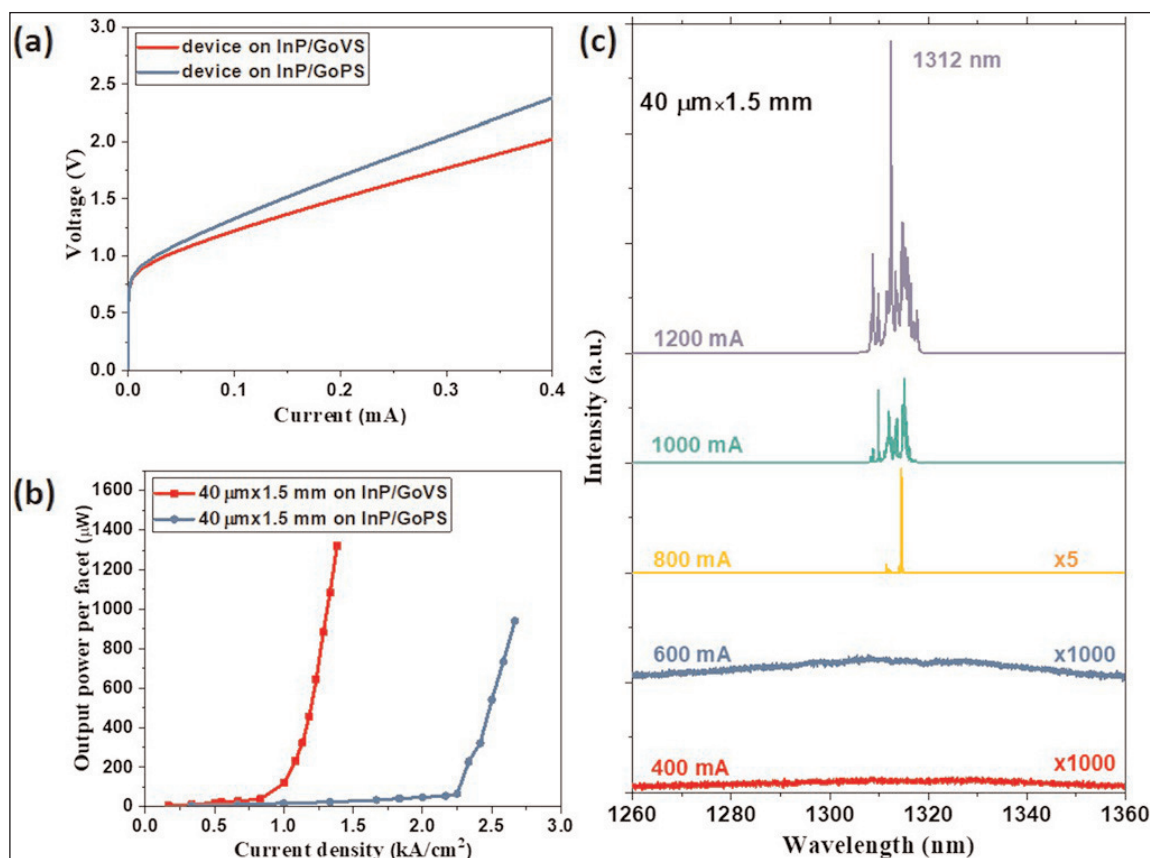 (a)
3.0
2.5
2.0
1.5
1.0
0.5
0.0
Voltage (V)
device on InP/GoVS
device on InP/GoPS
0.0 0.1 0.2 0.3 0.4
Current (mA)
(b)
1600
1400
1200
1000
800
600
400
200
0
Output power per facet (μW)
40 μmx1.5 mm on InP/GoVS
40 μmx1.5 mm on InP/GoPS
0.0 0.5 1.0 1.5 2.0 2.5 3.0
Current density (kA/cm²)
(c)
1312 nm
40 μm×1.5 mm
Intensity (a.u.)
1200 mA
1000 mA
800 mA x5
600 mA x1000
400 mA x1000
1260 1280 1300 1320 1340 1360
Wavelength (nm)